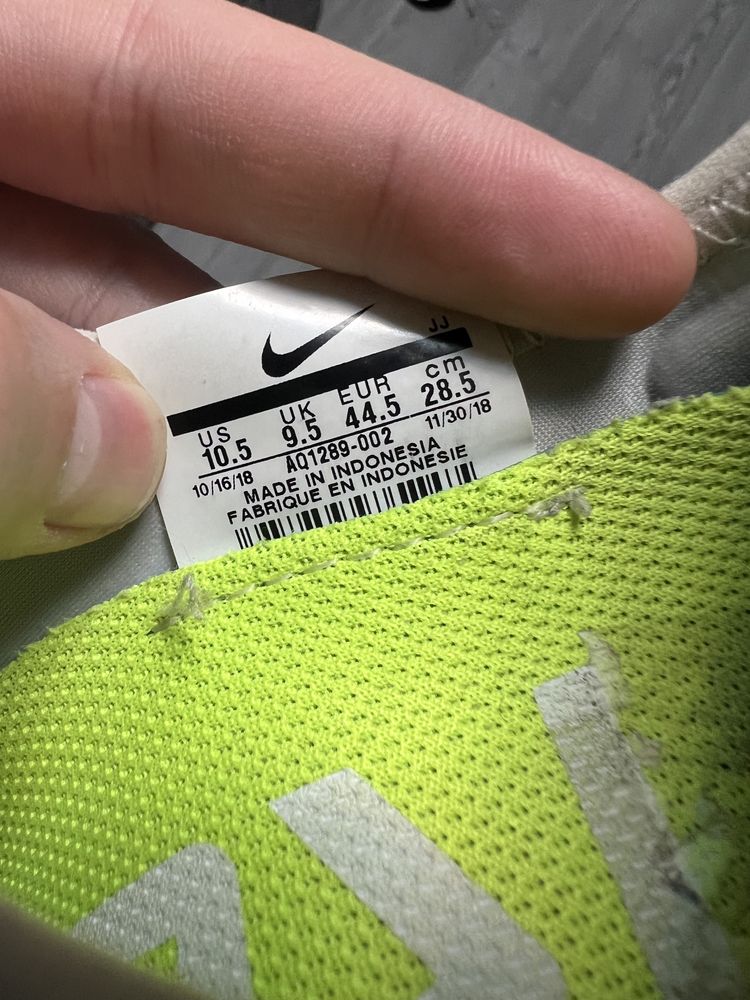 JJ
US UK EUR cm
10.5 9.5 44.5 28.5
10/16/18 AQ1289-002 11/30/18
MADE IN INDONESIA
FABRIQUE EN INDONÉSIE